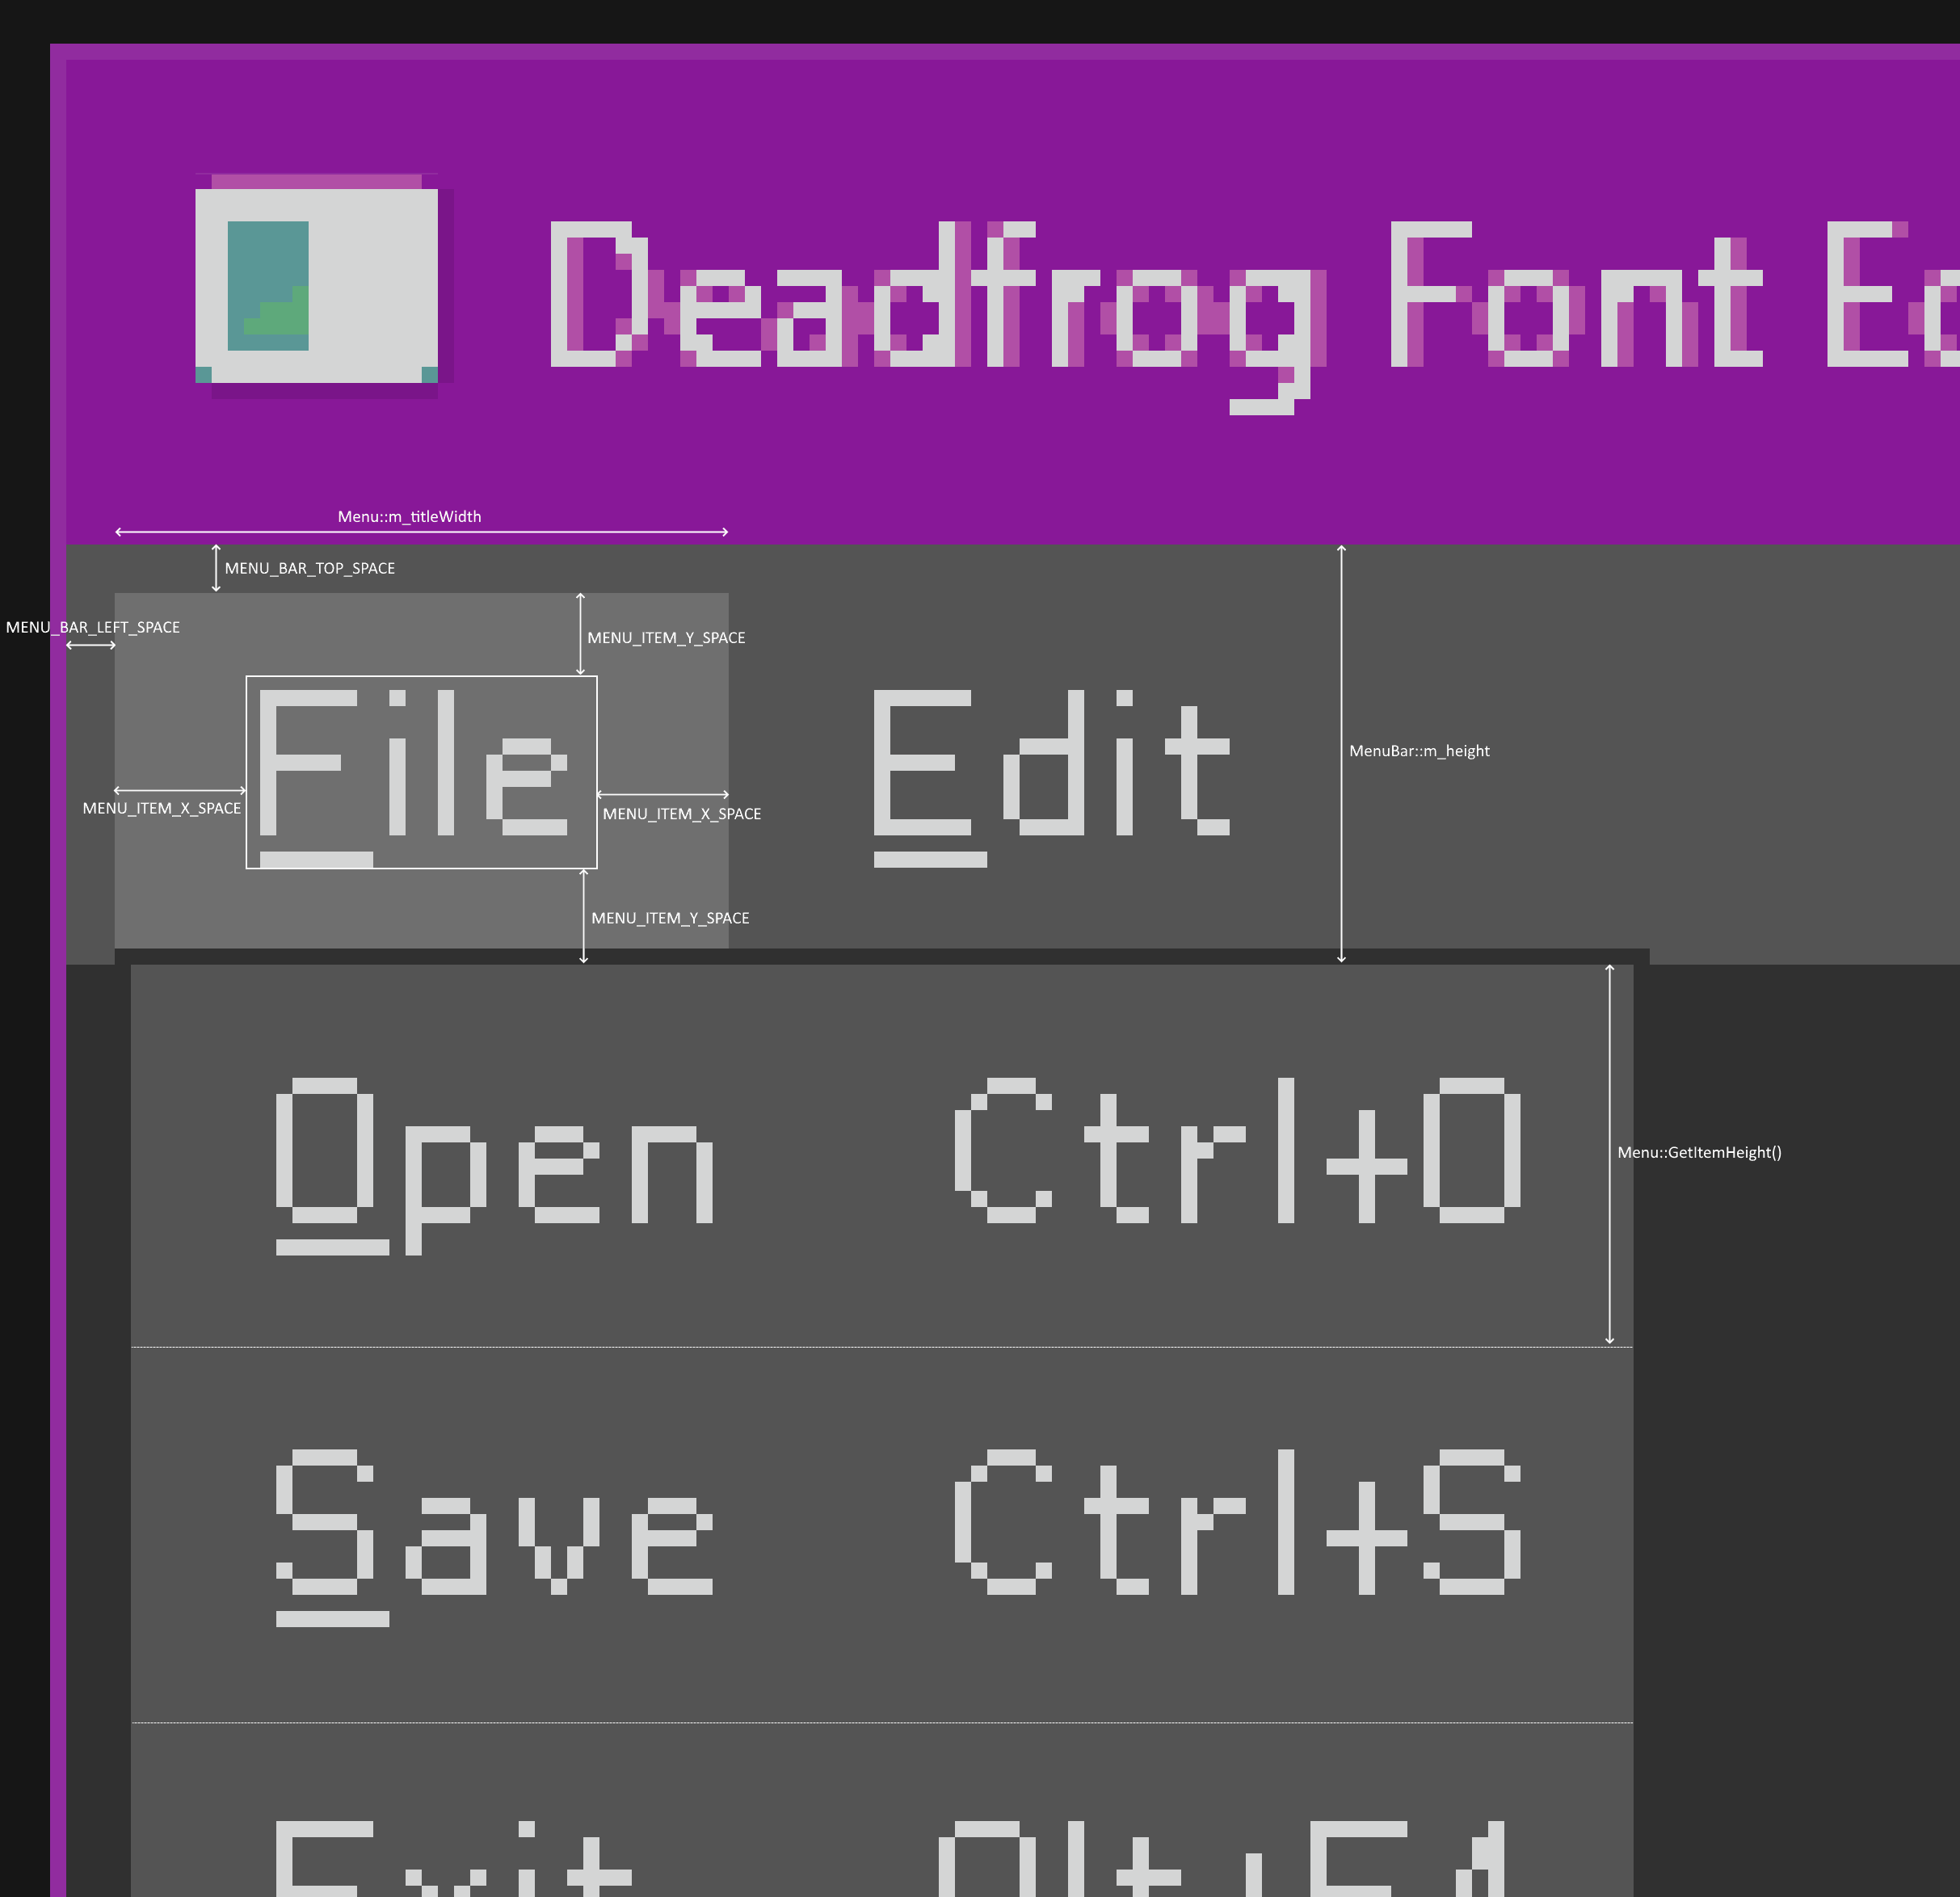 Deadfrog Font Ed
Menu::m_titleWidth
MENU_BAR_TOP_SPACE
MENU_BAR_LEFT_SPACE
MENU_ITEM_Y_SPACE
File Edit
MenuBar::m_height
MENU_ITEM_X_SPACE MENU_ITEM_X_SPACE
MENU_ITEM_Y_SPACE
Open Ctrl+O
Menu::GetItemHeight()
Save Ctrl+S
Exit Alt+F4